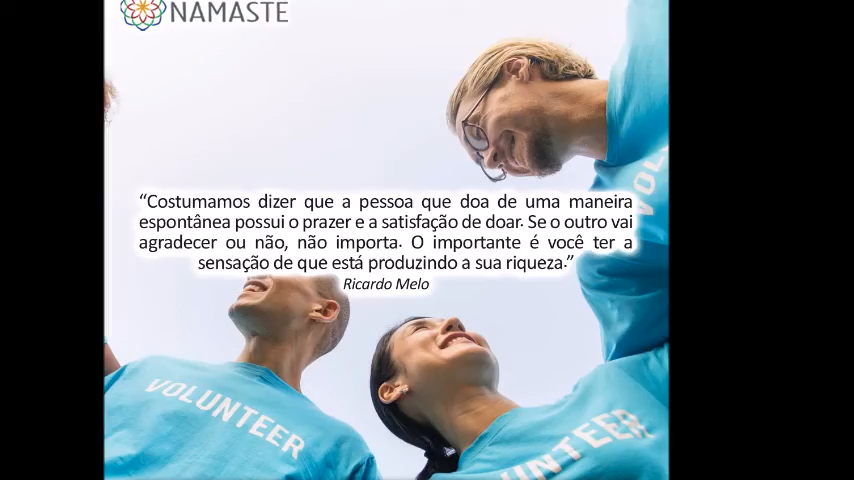 NAMASTE
“Costumamos dizer que a pessoa que doa de uma maneira
espontânea possui o prazer e a satisfação de doar. Se o outro vai
agradecer ou não, não importa. O importante é você ter a
sensação de que está produzindo a sua riqueza.”
Ricardo Melo
VOL
VOLUNTEER
UNTEER